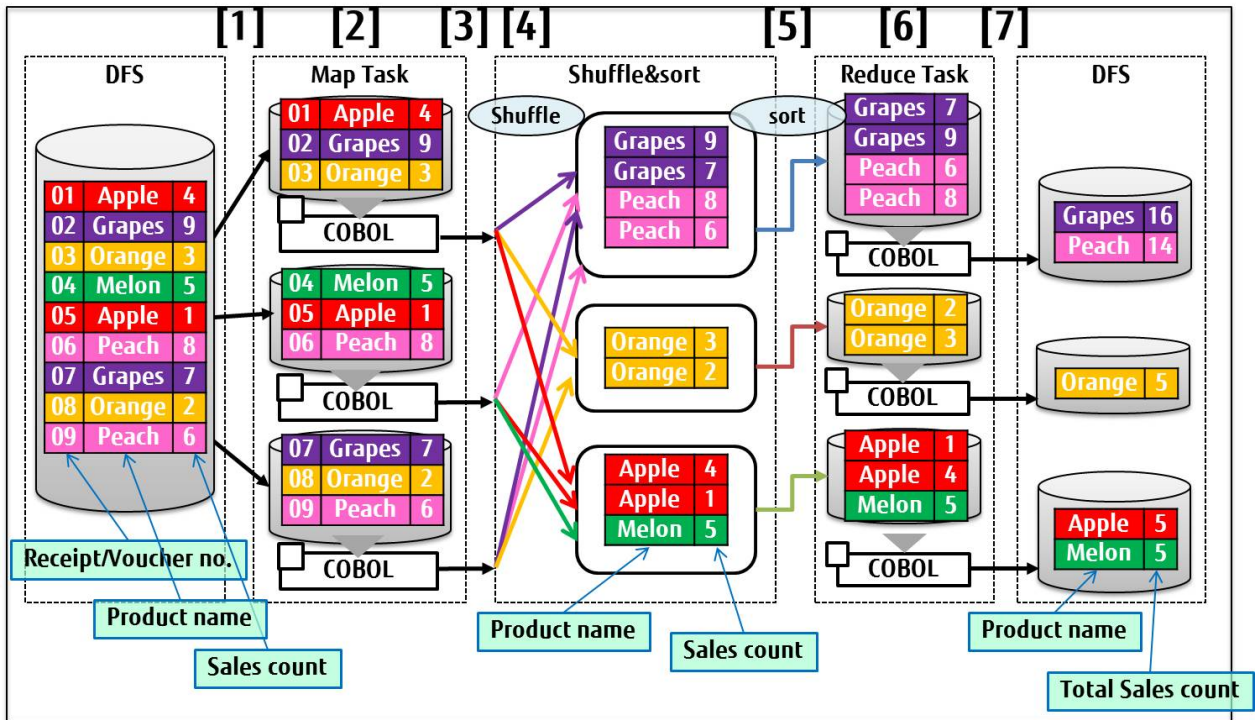 [1] [2] [3] [4] [5] [6] [7]
DFS
01 Apple 4
02 Grapes 9
03 Orange 3
04 Melon 5
05 Apple 1
06 Peach 8
07 Grapes 7
08 Orange 2
09 Peach 6
Receipt/Voucher no.
Product name
Sales count
Map Task
01 Apple 4
02 Grapes 9
03 Orange 3
COBOL
04 Melon 5
05 Apple 1
06 Peach 8
COBOL
07 Grapes 7
08 Orange 2
09 Peach 6
COBOL
Shuffle&sort
Shuffle
sort
Grapes 9
Grapes 7
Peach 8
Peach 6
Orange 3
Orange 2
Apple 4
Apple 1
Melon 5
Product name
Sales count
Reduce Task
Grapes 7
Grapes 9
Peach 6
Peach 8
COBOL
Orange 2
Orange 3
COBOL
Apple 1
Apple 4
Melon 5
COBOL
DFS
Grapes 16
Peach 14
Orange 5
Apple 5
Melon 5
Product name
Total Sales count